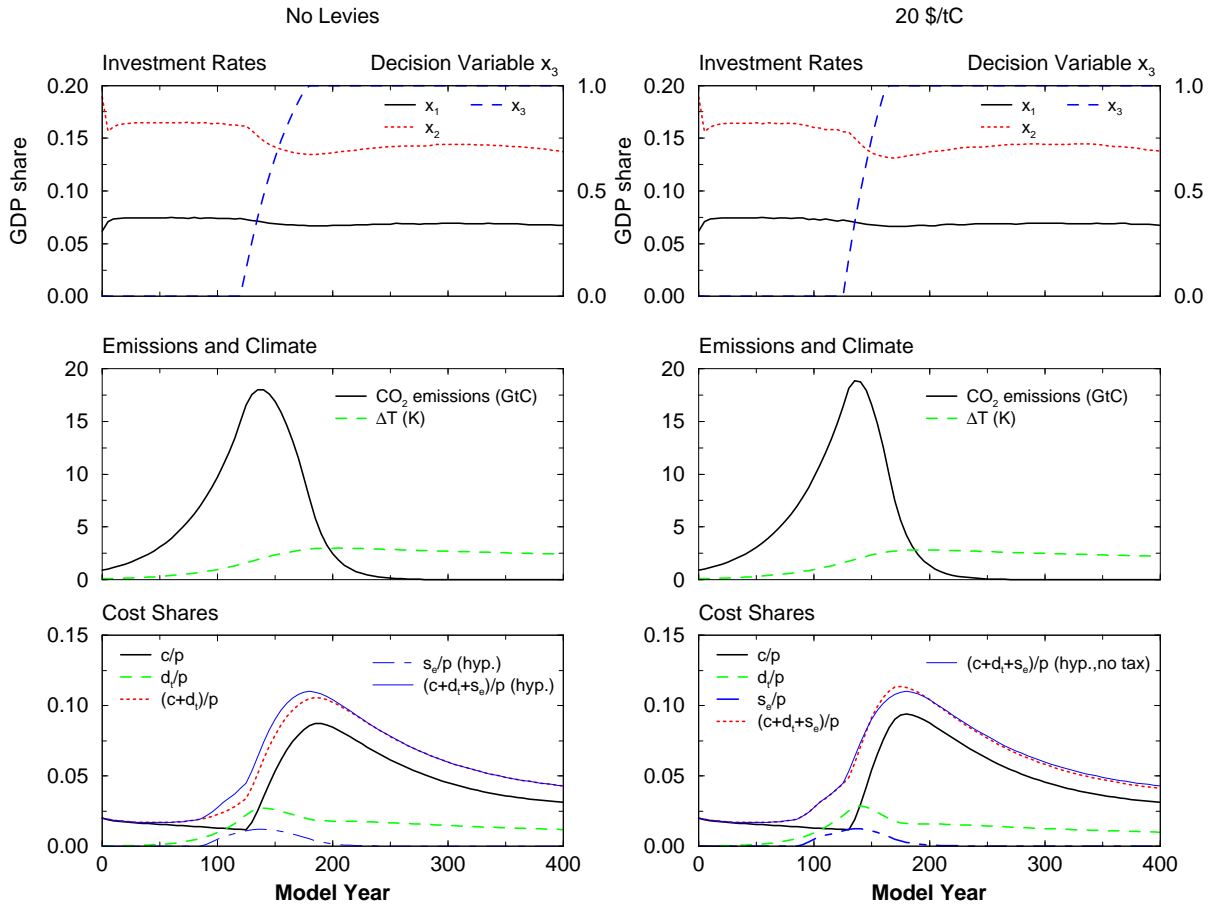 No Levies
20 $/tC
Investment Rates Decision Variable x₃
0.20
0.15
0.10
0.05
0.00
GDP share
1.0
0.5
0.0
x₁
x₂
x₃
Investment Rates Decision Variable x₃
0.20
0.15
0.10
0.05
0.00
GDP share
1.0
0.5
0.0
x₁
x₂
x₃
Emissions and Climate
20
15
10
5
0
CO₂ emissions (GtC)
ΔT (K)
Emissions and Climate
20
15
10
5
0
CO₂ emissions (GtC)
ΔT (K)
Cost Shares
0.15
0.10
0.05
0.00
c/p
dₜ/p
(c+dₜ)/p
sₑ/p (hyp.)
(c+dₜ+sₑ)/p (hyp.)
0 100 200 300 400
Model Year
Cost Shares
0.15
0.10
0.05
0.00
c/p
dₜ/p
sₑ/p
(c+dₜ+sₑ)/p
(c+dₜ+sₑ)/p (hyp.,no tax)
0 100 200 300 400
Model Year